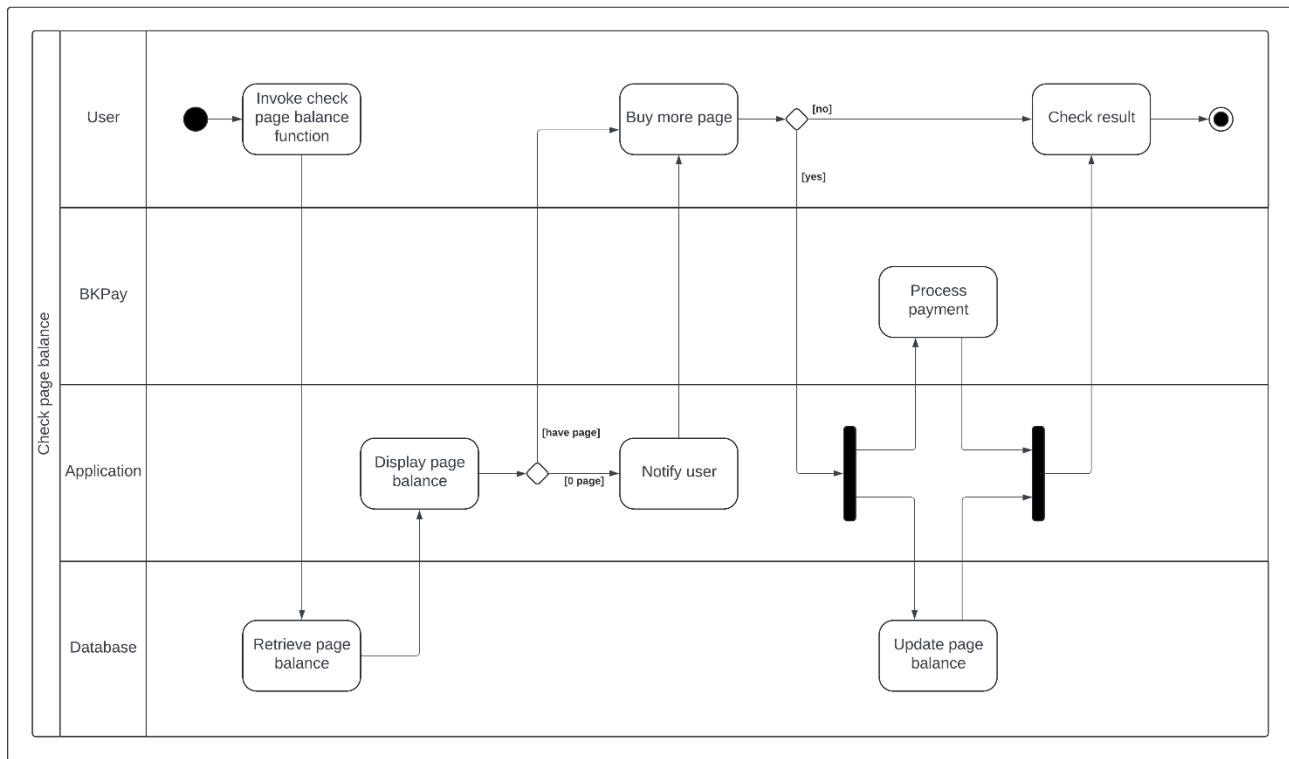 Check page balance
User
Invoke check
page balance
function
Buy more page
[no]
[yes]
Check result
BKPay
Process
payment
Application
Display page
balance
[have page]
[0 page]
Notify user
Database
Retrieve page
balance
Update page
balance